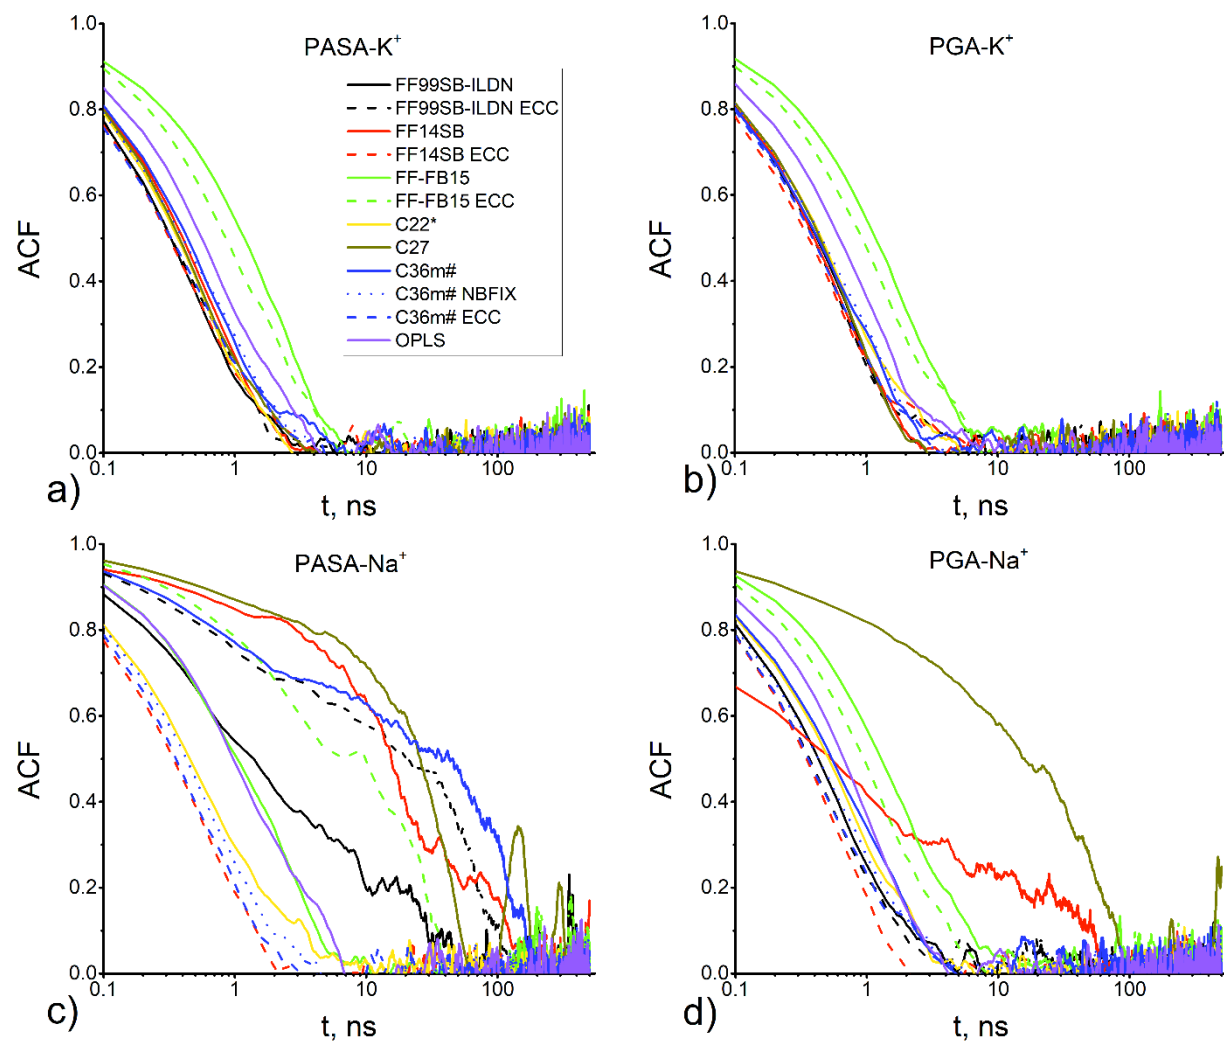 PASA-K⁺
PGA-K⁺
FF99SB-ILDN
FF99SB-ILDN ECC
FF14SB
FF14SB ECC
FF-FB15
FF-FB15 ECC
C22*
C27
C36m#
C36m# NBFIX
C36m# ECC
OPLS
ACF
1.0
0.8
0.6
0.4
0.2
0.0
0.1
1
10
100
t, ns
a)
ACF
1.0
0.8
0.6
0.4
0.2
0.0
0.1
1
10
100
t, ns
b)
PASA-Na⁺
ACF
1.0
0.8
0.6
0.4
0.2
0.0
0.1
1
10
100
t, ns
c)
PGA-Na⁺
ACF
1.0
0.8
0.6
0.4
0.2
0.0
0.1
1
10
100
t, ns
d)